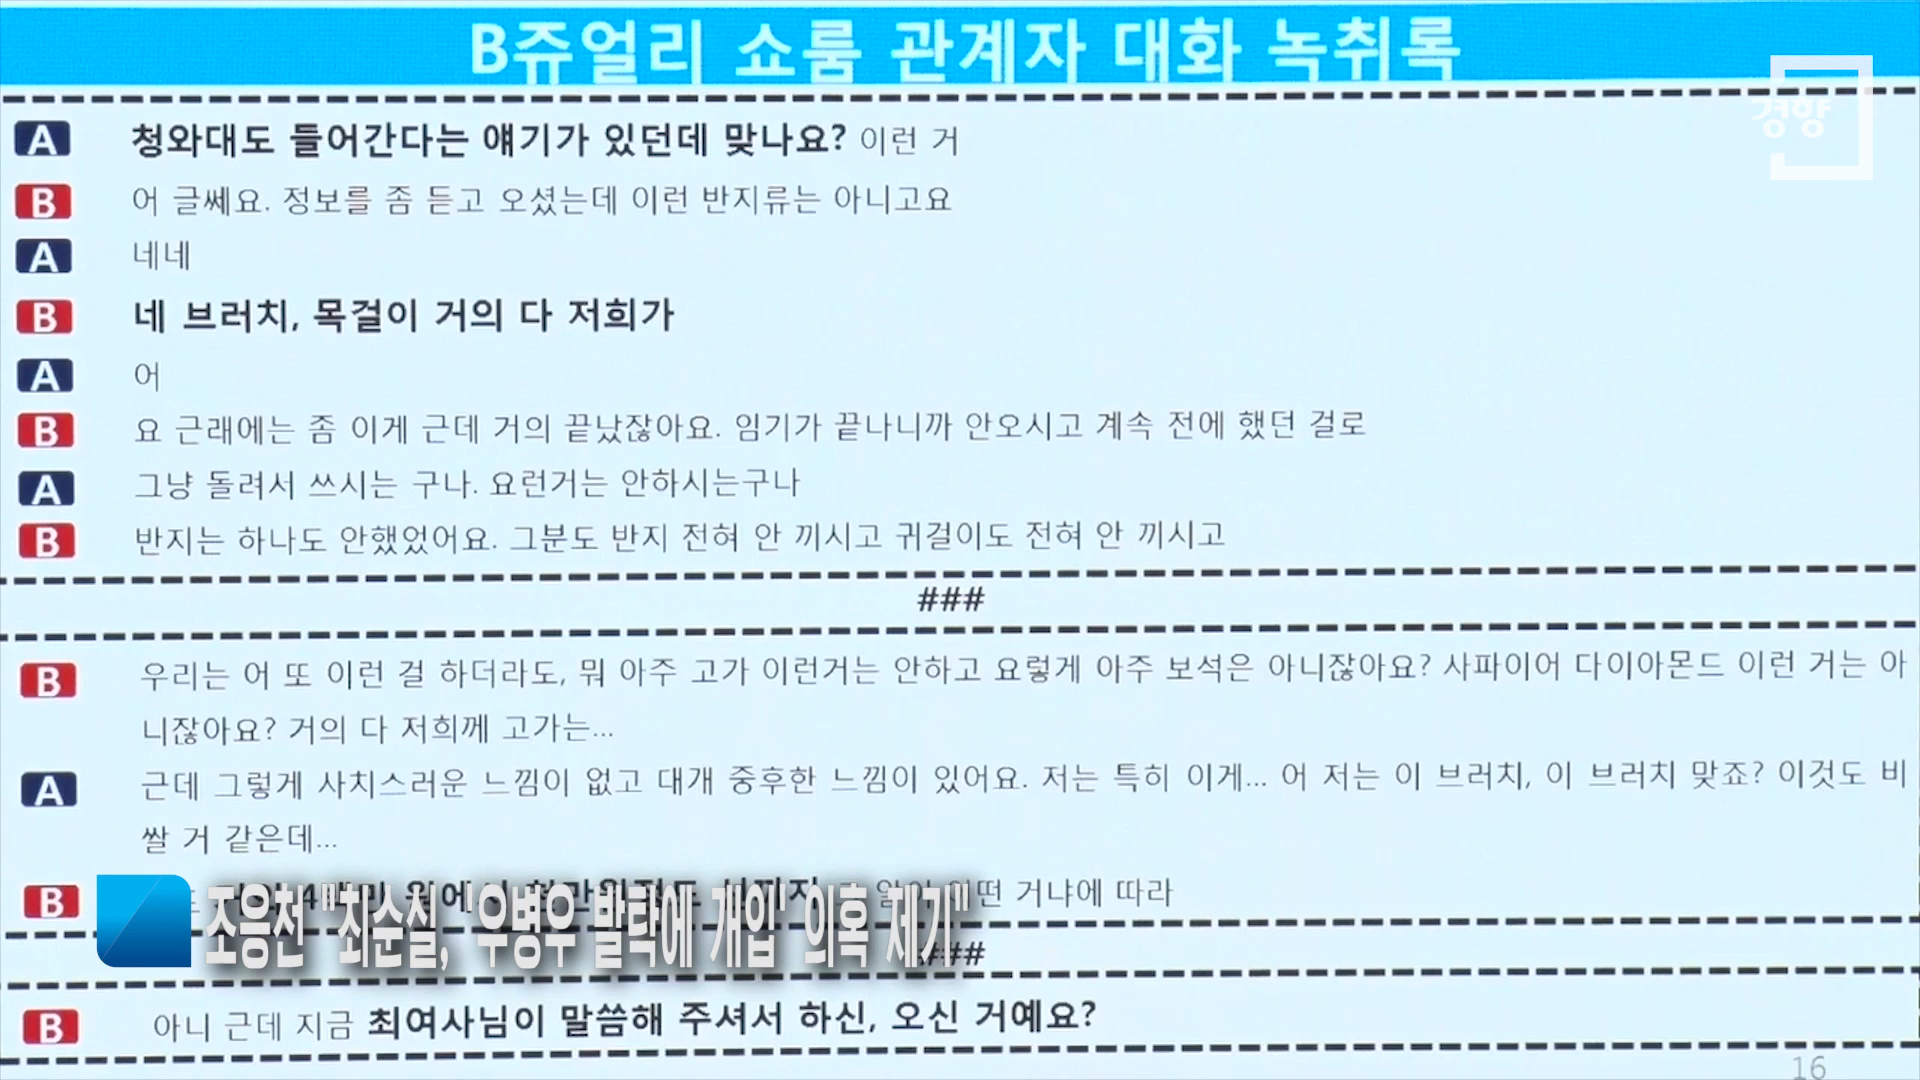 B쥬얼리 쇼룸 관계자 대화 녹취록
경향
A 청와대도 들어간다는 얘기가 있던데 맞나요? 이런 거
B 어 글쎄요. 정보를 좀 듣고 오셨는데 이런 반지류는 아니고요
A 네네
B 네 브러치, 목걸이 거의 다 저희가
A 어
B 요 근래에는 좀 이게 근데 거의 끝났잖아요. 임기가 끝나니까 안오시고 계속 전에 했던 걸로
A 그냥 돌려서 쓰시는 구나. 요런거는 안하시는구나
B 반지는 하나도 안했었어요. 그분도 반지 전혀 안 끼시고 귀걸이도 전혀 안 끼시고
###
B 우리는 어 또 이런 걸 하더라도, 뭐 아주 고가 이런거는 안하고 요렇게 아주 보석은 아니잖아요? 사파이어 다이아몬드 이런 거는 아
니잖아요? 거의 다 저희께 고가는...
A 근데 그렇게 사치스러운 느낌이 없고 대개 중후한 느낌이 있어요. 저는 특히 이게... 어 저는 이 브러치, 이 브러치 맞죠? 이것도 비
쌀 거 같은데...
B 거냐에 따라
조응천 "최순실, '우병우 발탁에 개입' 의혹 제기"
###
B 아니 근데 지금 최여사님이 말씀해 주셔서 하신, 오신 거예요?
16